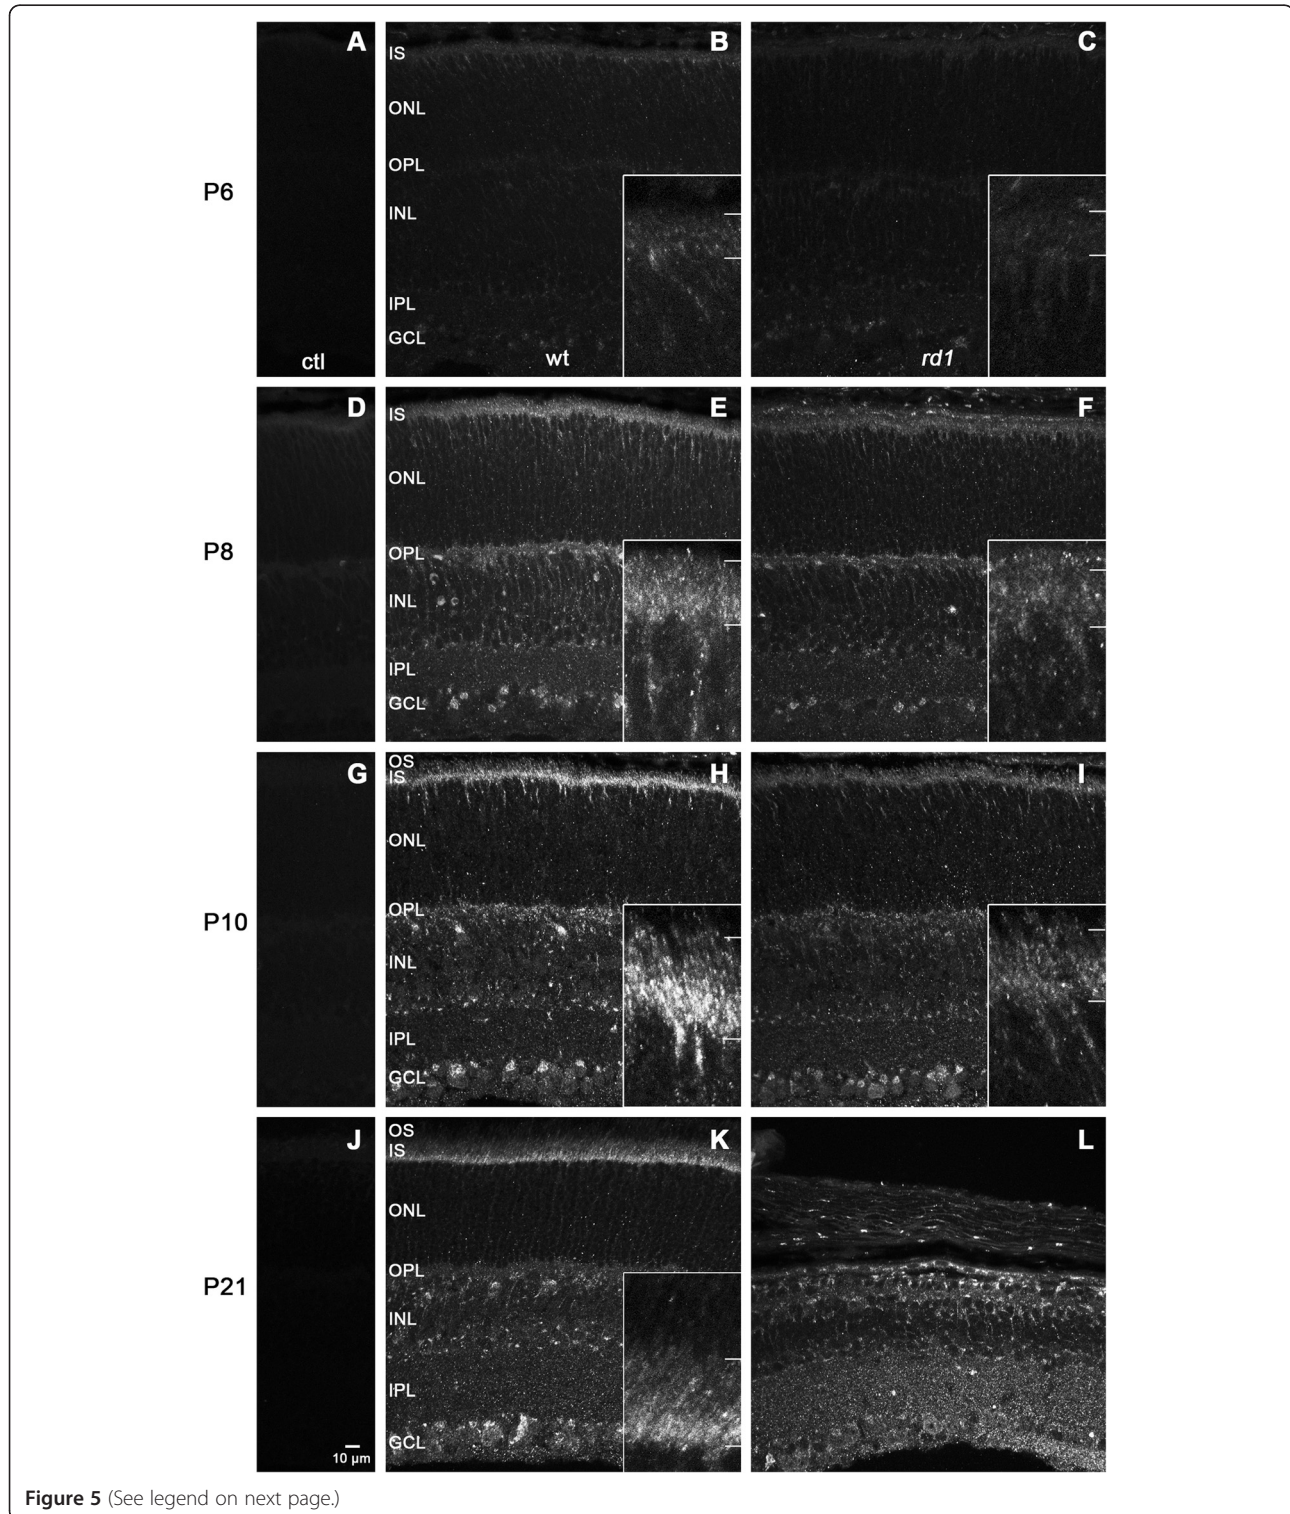 A
B
C
IS
ONL
OPL
P6
INL
IPL
GCL
ctl
wt
rd1
D
E
F
IS
ONL
P8
OPL
INL
IPL
GCL
G
H
I
OS
IS
ONL
P10
OPL
INL
IPL
GCL
J
K
L
OS
IS
ONL
OPL
P21
INL
IPL
GCL
10 µm
Figure 5 (See legend on next page.)